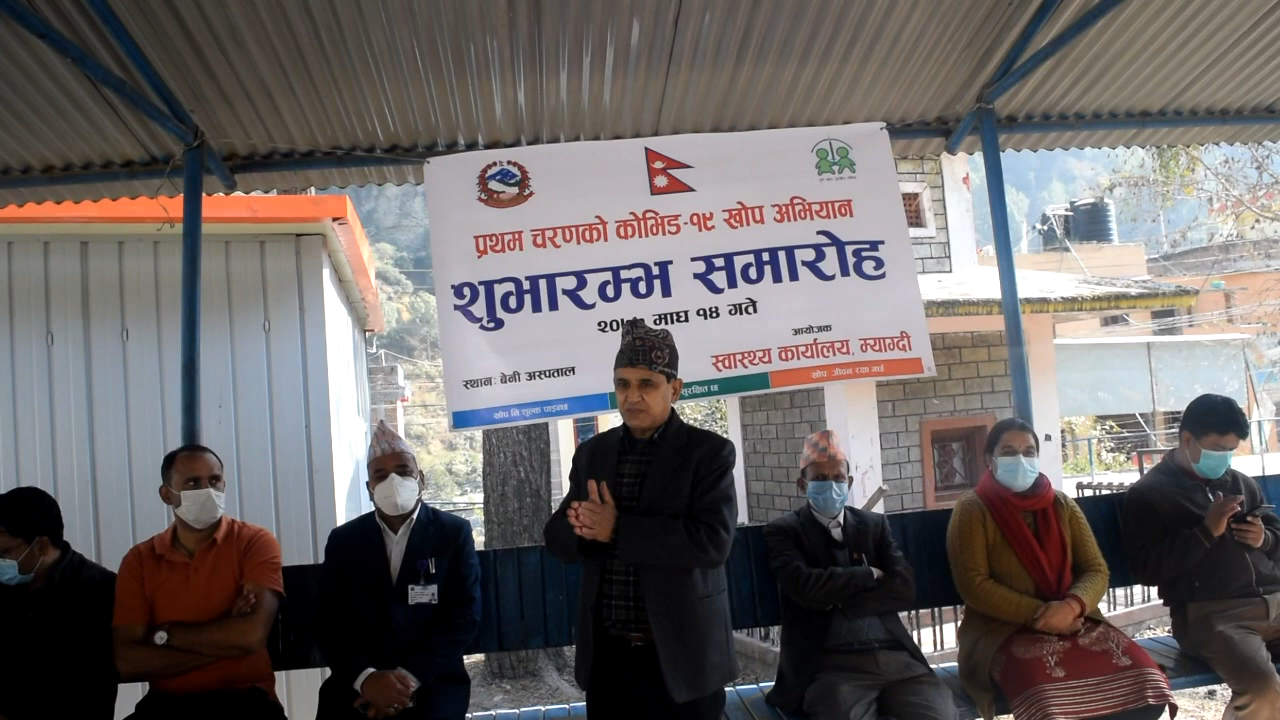 प्रथम चरणको कोभिड-१९ खोप अभियान
शुभारम्भ समारोह
माघ १४ गते
आयोजक
स्वास्थ्य कार्यालय, म्याग्दी
स्थानः बेनी अस्पताल